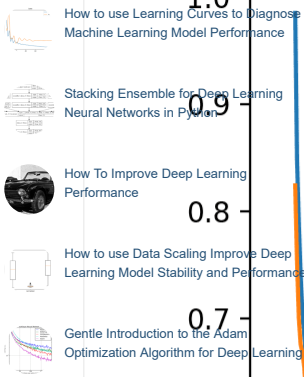 1.0
How to use Learning Curves to Diagnose
Machine Learning Model Performance
Stacking Ensemble for Deep Learning
Neural Networks in Python
0.9
How To Improve Deep Learning
Performance
0.8
How to use Data Scaling Improve Deep
Learning Model Stability and Performance
0.7
Gentle Introduction to the Adam
Optimization Algorithm for Deep Learning